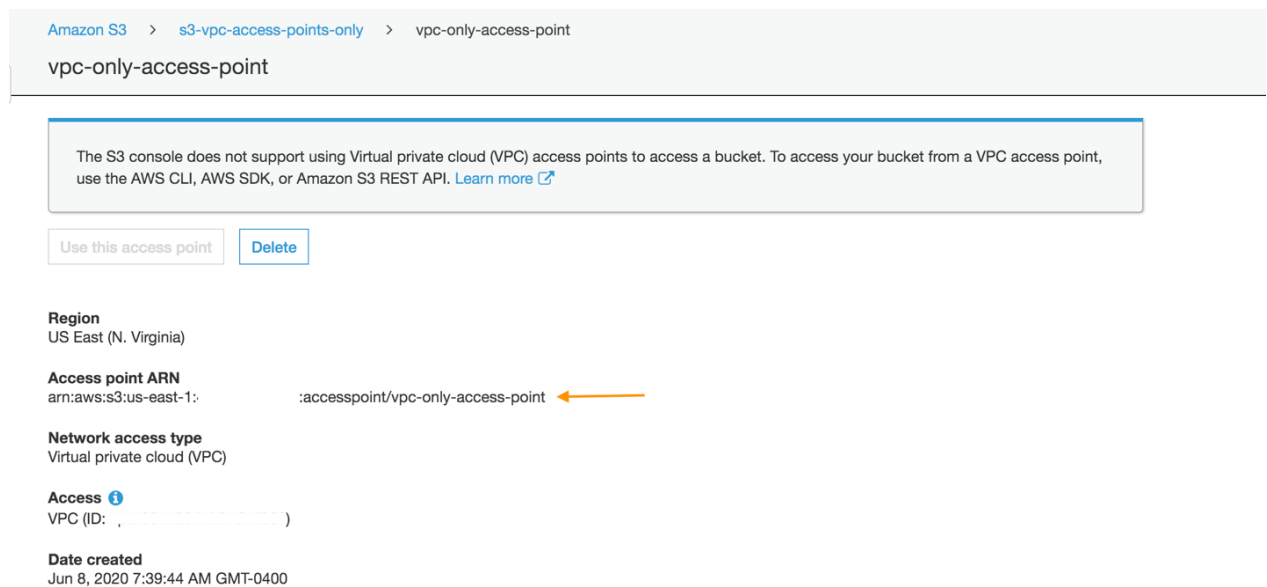 Amazon S3 > s3-vpc-access-points-only > vpc-only-access-point
vpc-only-access-point
The S3 console does not support using Virtual private cloud (VPC) access points to access a bucket. To access your bucket from a VPC access point,
use the AWS CLI, AWS SDK, or Amazon S3 REST API. Learn more
Use this access point Delete
Region
US East (N. Virginia)
Access point ARN
arn:aws:s3:us-east-1: :accesspoint/vpc-only-access-point
Network access type
Virtual private cloud (VPC)
Access
VPC (ID: )
Date created
Jun 8, 2020 7:39:44 AM GMT-0400